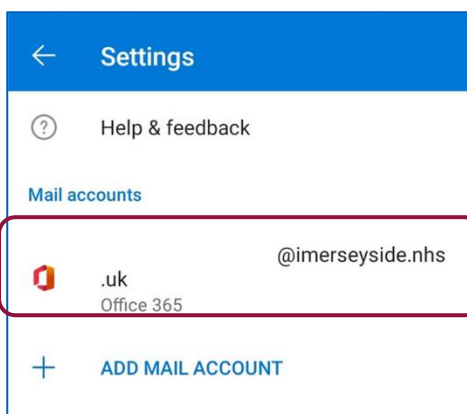 Settings
Help & feedback
Mail accounts
@imerseyside.nhs
.uk
Office 365
ADD MAIL ACCOUNT